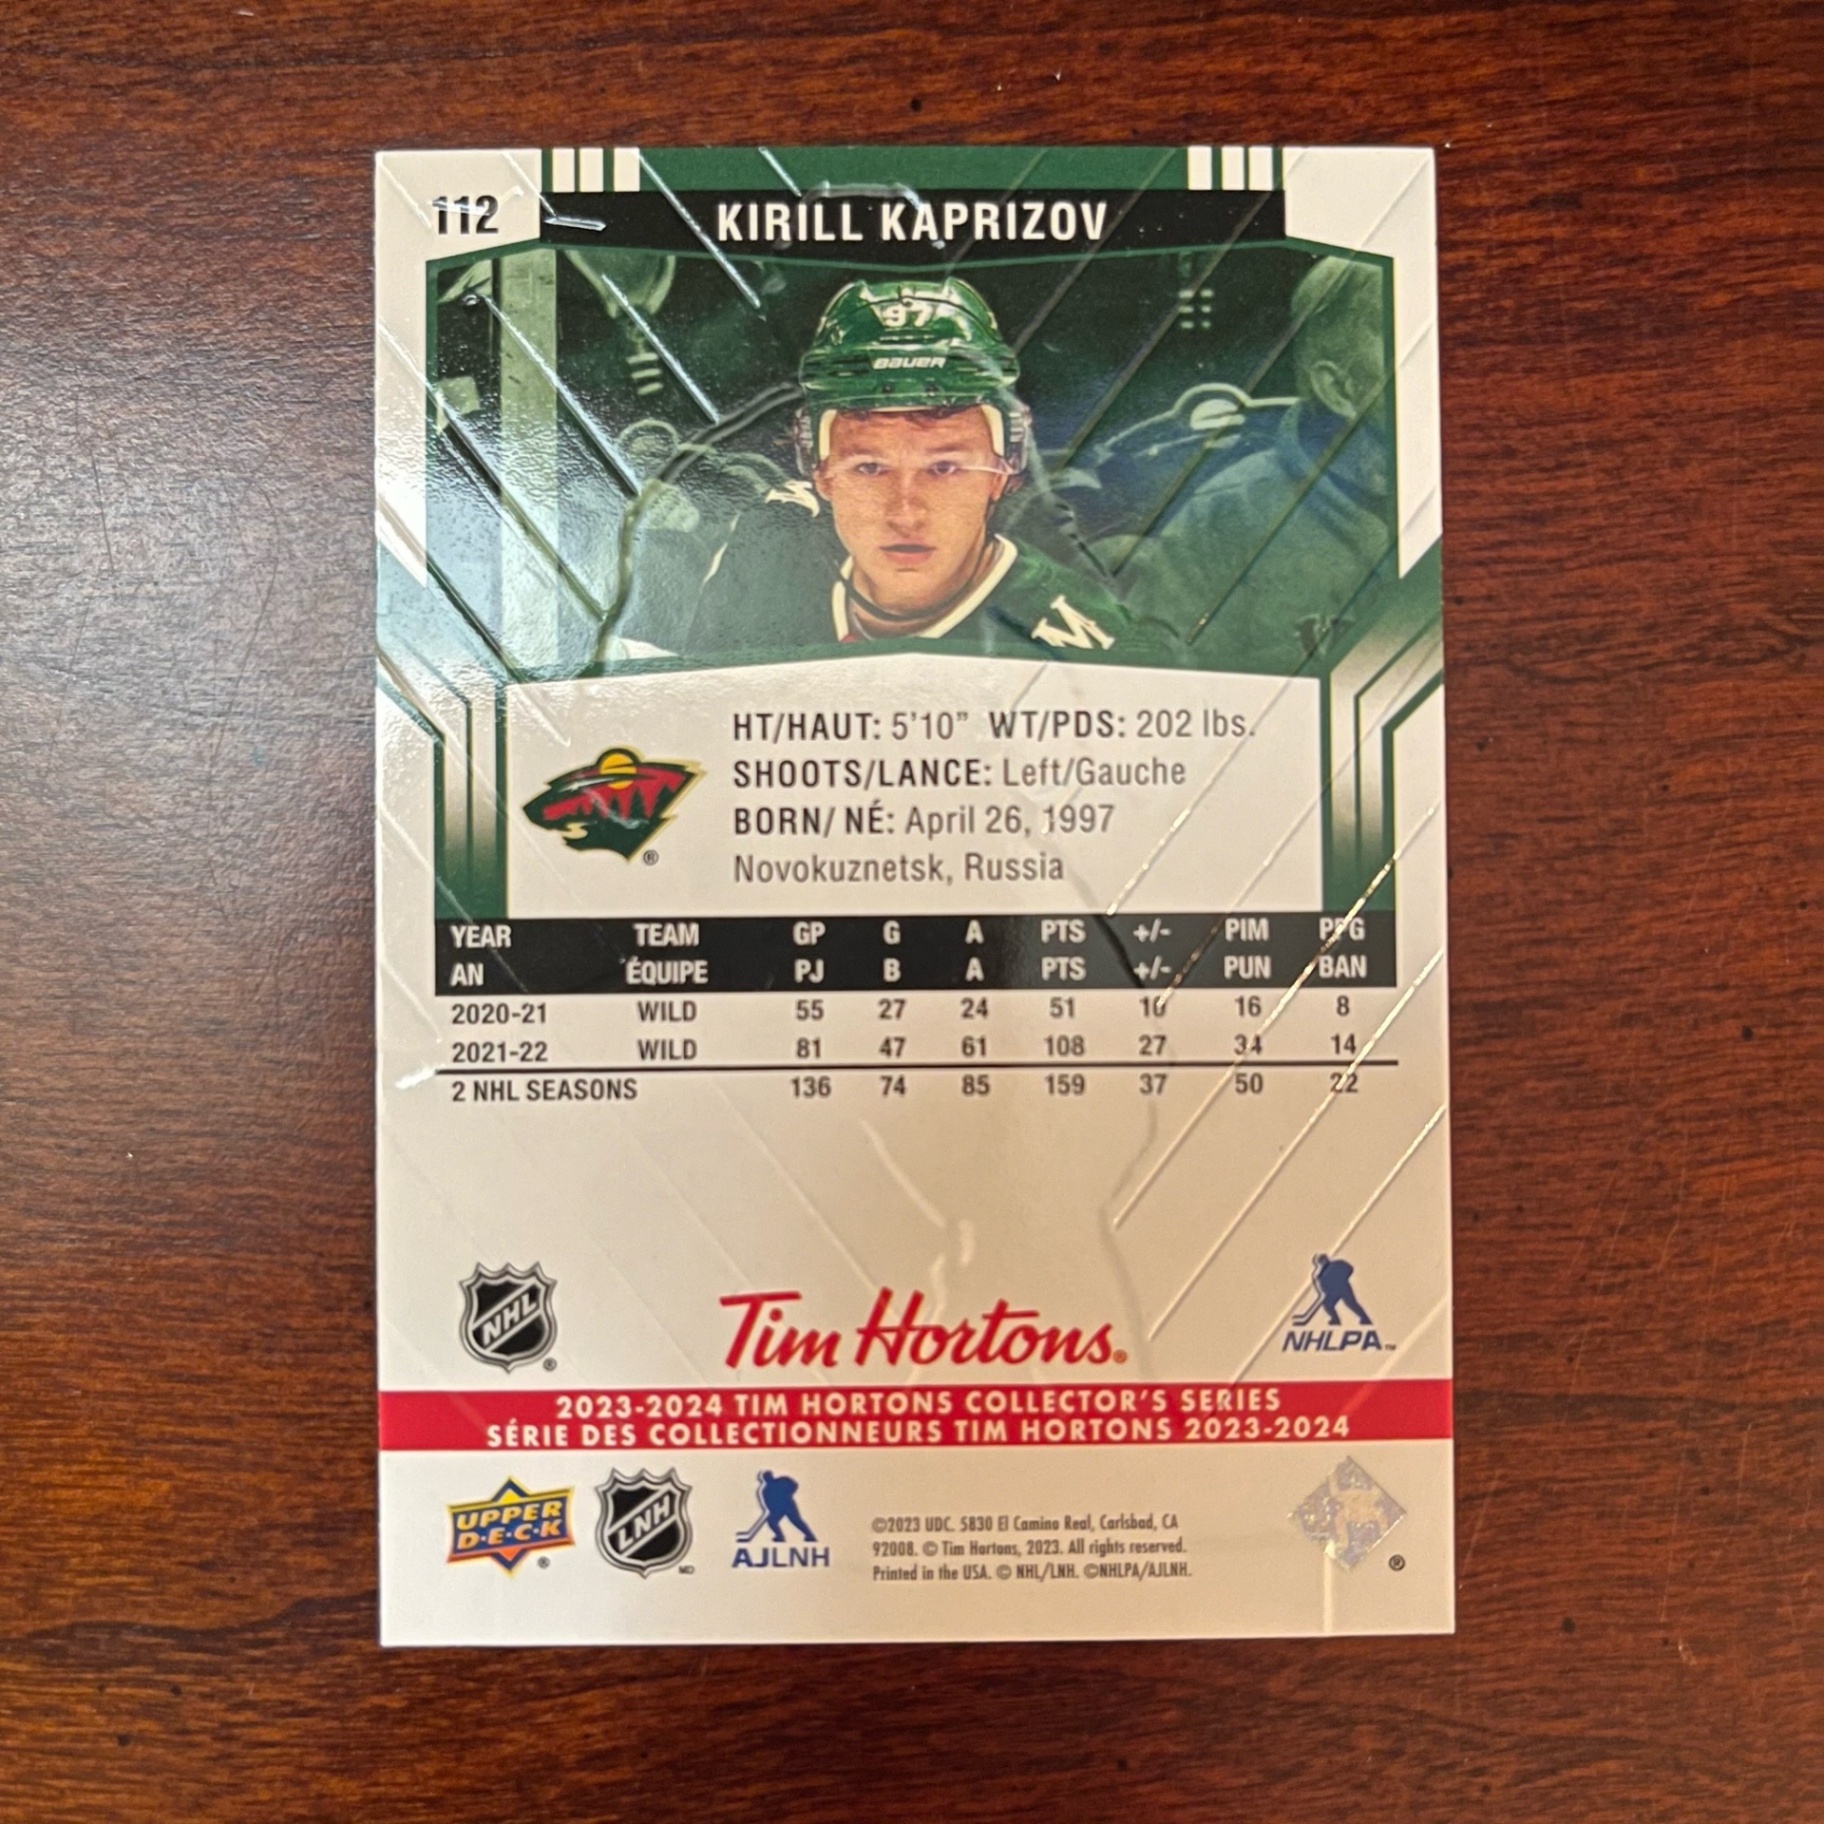 112
KIRILL KAPRIZOV
97
BAUER
HT/HAUT: 5'10" WT/PDS: 202 lbs.
SHOOTS/LANCE: Left/Gauche
BORN/ NÉ: April 26, 1997
Novokuznetsk, Russia
®
YEAR TEAM GP G A PTS +/- PIM PPG
AN ÉQUIPE PJ B A PTS +/- PUN BAN
2020-21 WILD 55 27 24 51 10 16 8
2021-22 WILD 81 47 61 108 27 34 14
2 NHL SEASONS 136 74 85 159 37 50 22
NHL ®
Tim Hortons®
NHLPA™
2023-2024 TIM HORTONS COLLECTOR'S SERIES
SÉRIE DES COLLECTIONNEURS TIM HORTONS 2023-2024
UPPER
D·E·C·K ®
LNH MD
AJLNH
©2023 UDC. 5830 El Camino Real, Carlsbad, CA
92008. © Tim Hortons, 2023. All rights reserved.
Printed in the USA. © NHL/LNH. ©NHLPA/AJLNH.
®